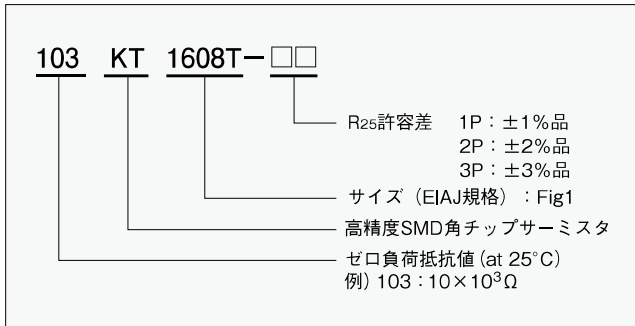 103 KT 1608T-□□
R25許容差 1P：±1%品
2P：±2%品
3P：±3%品
サイズ（EIAJ規格）：Fig1
高精度SMD角チップサーミスタ
ゼロ負荷抵抗値(at 25°C)
例）103：10×10³Ω